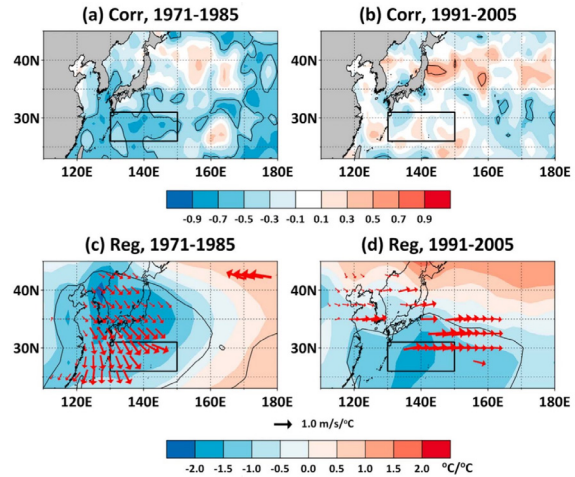 (a) Corr, 1971-1985 (b) Corr, 1991-2005
40N 40N
30N 30N
120E 140E 160E 180E 120E 140E 160E 180E
-0.9 -0.7 -0.5 -0.3 -0.1 0.1 0.3 0.5 0.7 0.9
(c) Reg, 1971-1985 (d) Reg, 1991-2005
40N 40N
30N 30N
120E 140E 160E 180E 120E 140E 160E 180E
1.0 m/s/°C
-2.0 -1.5 -1.0 -0.5 0.0 0.5 1.0 1.5 2.0 °C/°C